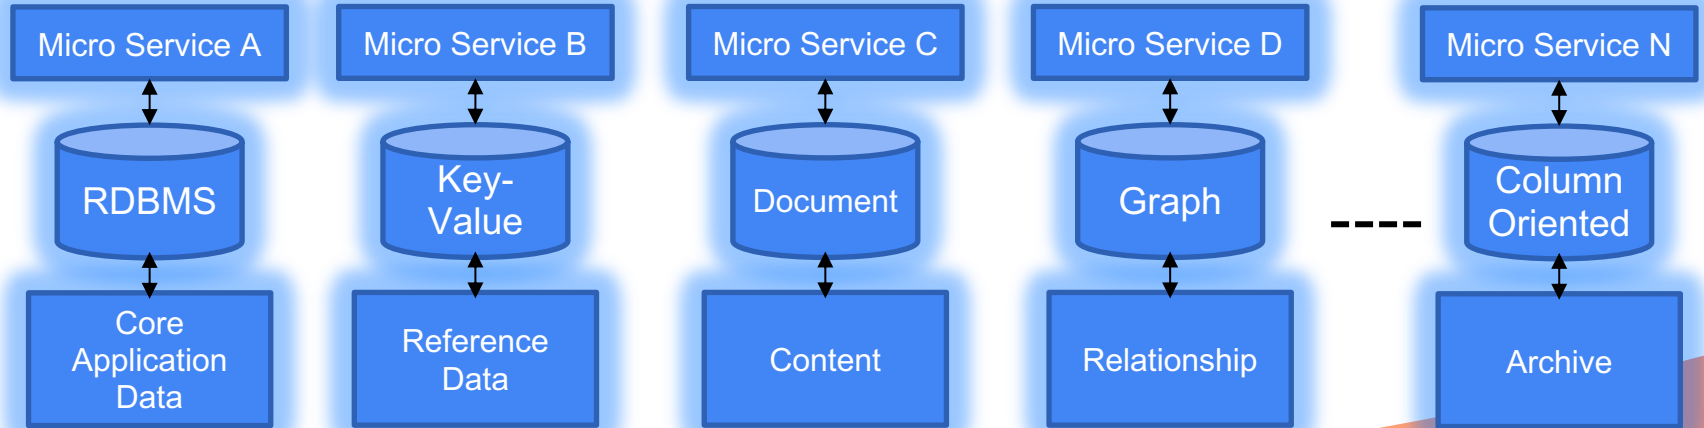 Micro Service A
Micro Service B
Micro Service C
Micro Service D
Micro Service N
RDBMS
Key-
Value
Document
Graph
Column
Oriented
Core
Application
Data
Reference
Data
Content
Relationship
Archive